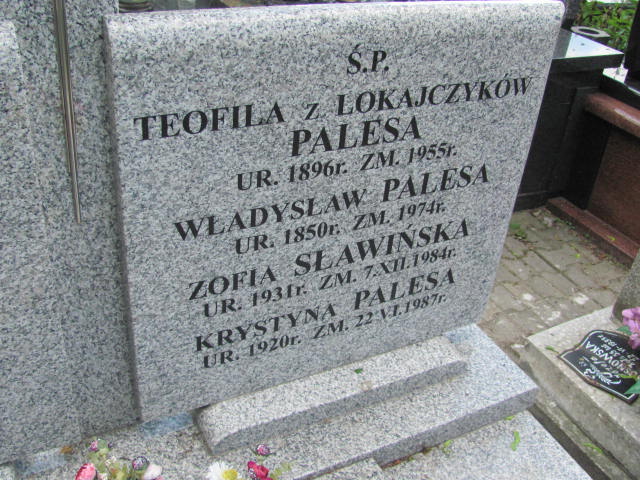 Ś.P.
TEOFILA Z LOKAJCZYKÓW
PALESA
UR. 1896r. ZM. 1955r.
WŁADYSŁAW PALESA
UR. 1850r. ZM. 1974r.
ZOFIA SŁAWIŃSKA
UR. 1931r. ZM. 7.XII.1984r.
KRYSTYNA PALESA
UR. 1920r. ZM. 22.VI.1987r.